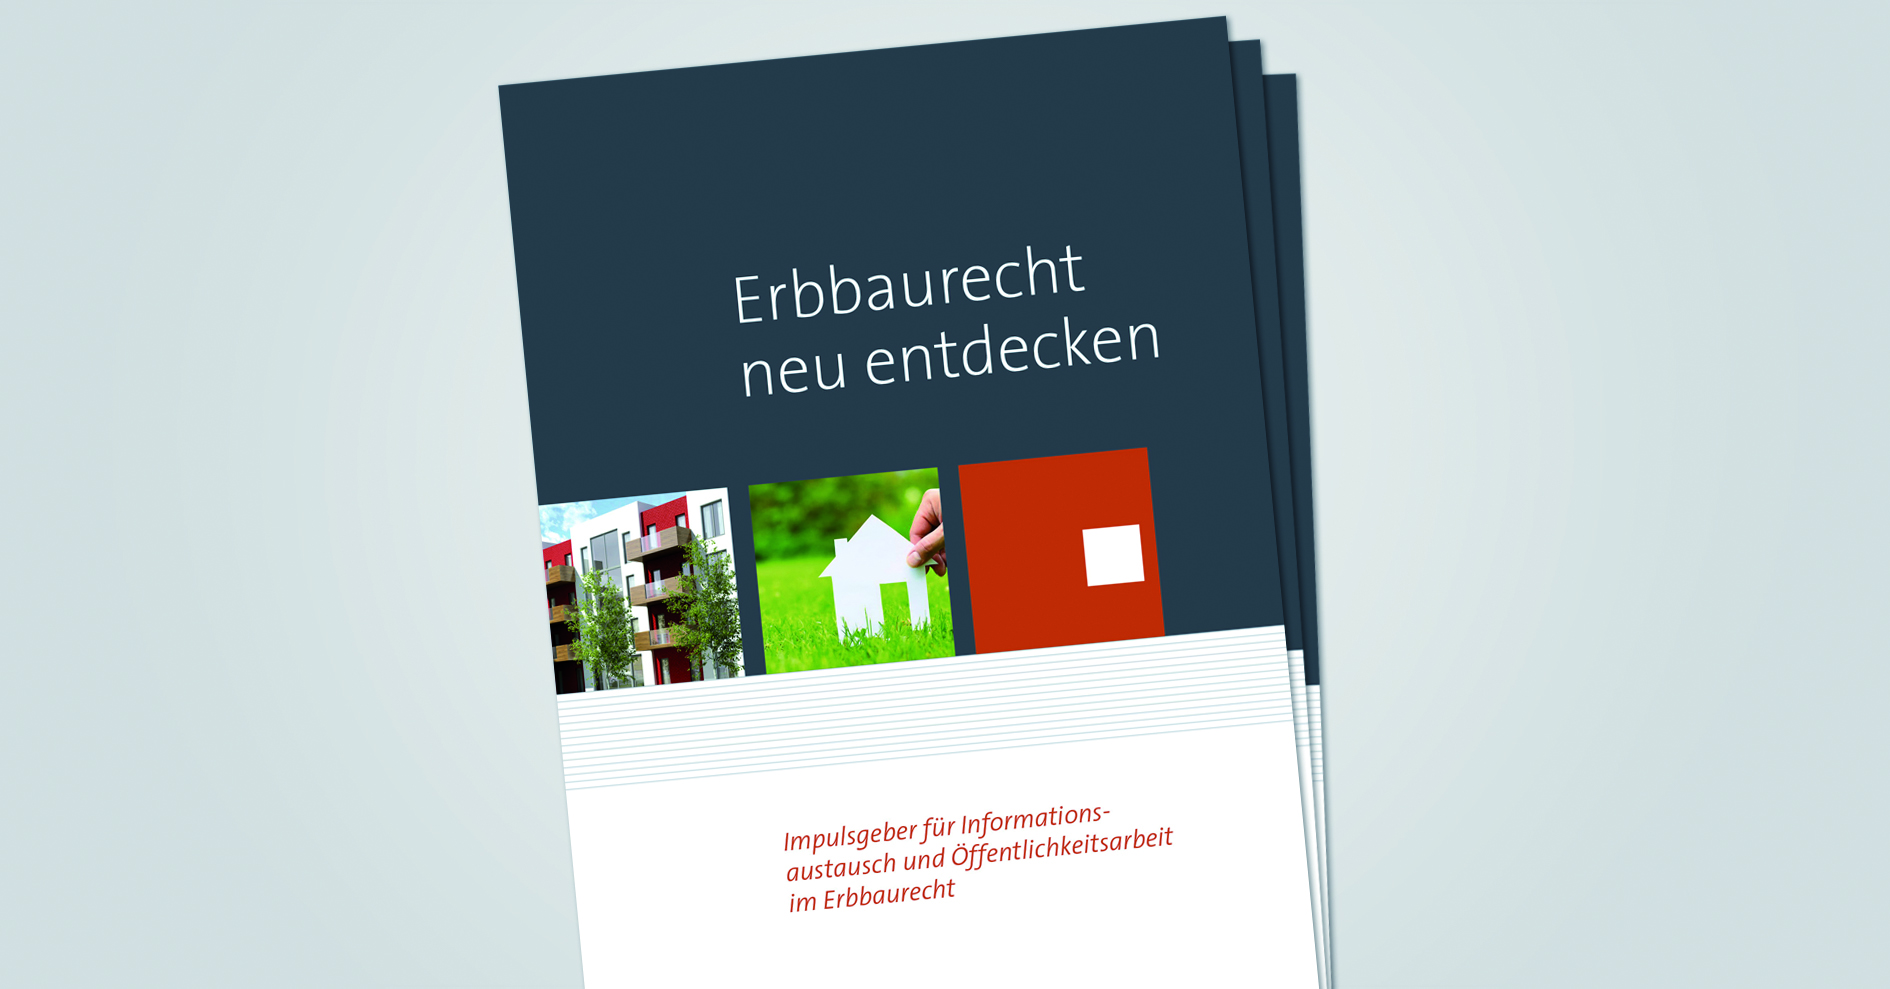 Erbbaurecht
neu entdecken
Impulsgeber für Informations-
austausch und Öffentlichkeitsarbeit
im Erbbaurecht